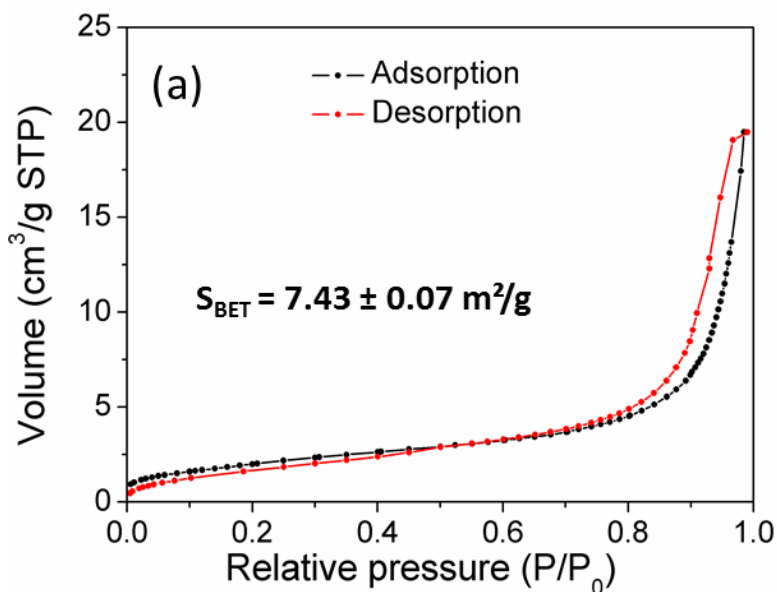 25
20
15
10
5
0
Volume (cm³/g STP)
(a)
Adsorption
Desorption
S_BET = 7.43 ± 0.07 m²/g
0.0 0.2 0.4 0.6 0.8 1.0
Relative pressure (P/P₀)